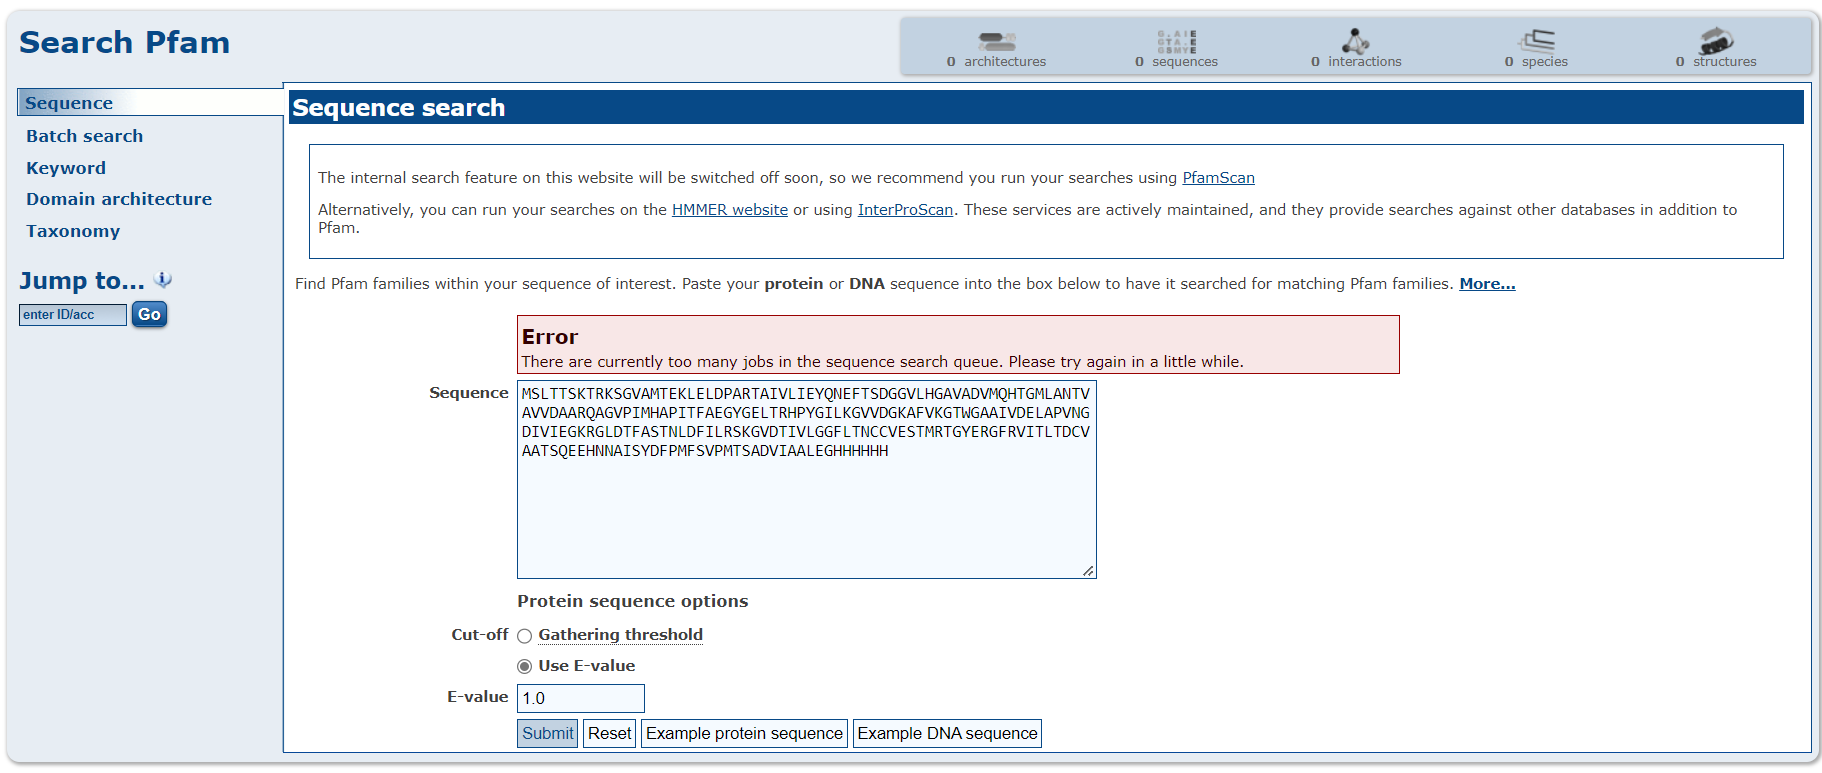 Search Pfam
0 architectures
0 sequences
0 interactions
0 species
0 structures
Sequence
Batch search
Keyword
Domain architecture
Taxonomy
Jump to...
enter ID/acc
Go
Sequence search
The internal search feature on this website will be switched off soon, so we recommend you run your searches using PfamScan
Alternatively, you can run your searches on the HMMER website or using InterProScan. These services are actively maintained, and they provide searches against other databases in addition to
Pfam.
Find Pfam families within your sequence of interest. Paste your protein or DNA sequence into the box below to have it searched for matching Pfam families. More...
Error
There are currently too many jobs in the sequence search queue. Please try again in a little while.
Sequence
MSLTTSKTRKSGVAMTEKLELDPARTAIVLIEYQNEFTSDGGVLHGAVADVMQHTGMLANTV
AVVDAARQAGVPIMHAPITFAEGYGELTRHPYGILKGVVDGKAFVKGTWGAAIVDELAPVNG
DIVIEGKRGLDTFASTNLDFILRSKGVDTIVLGGFLTNCCVESTMRTGYERGFRVITLTDCV
AATSQEEHNNAISYDFPMFSVPMTSADVIAALEGHHHHHH
Protein sequence options
Cut-off
Gathering threshold
Use E-value
E-value
1.0
Submit
Reset
Example protein sequence
Example DNA sequence